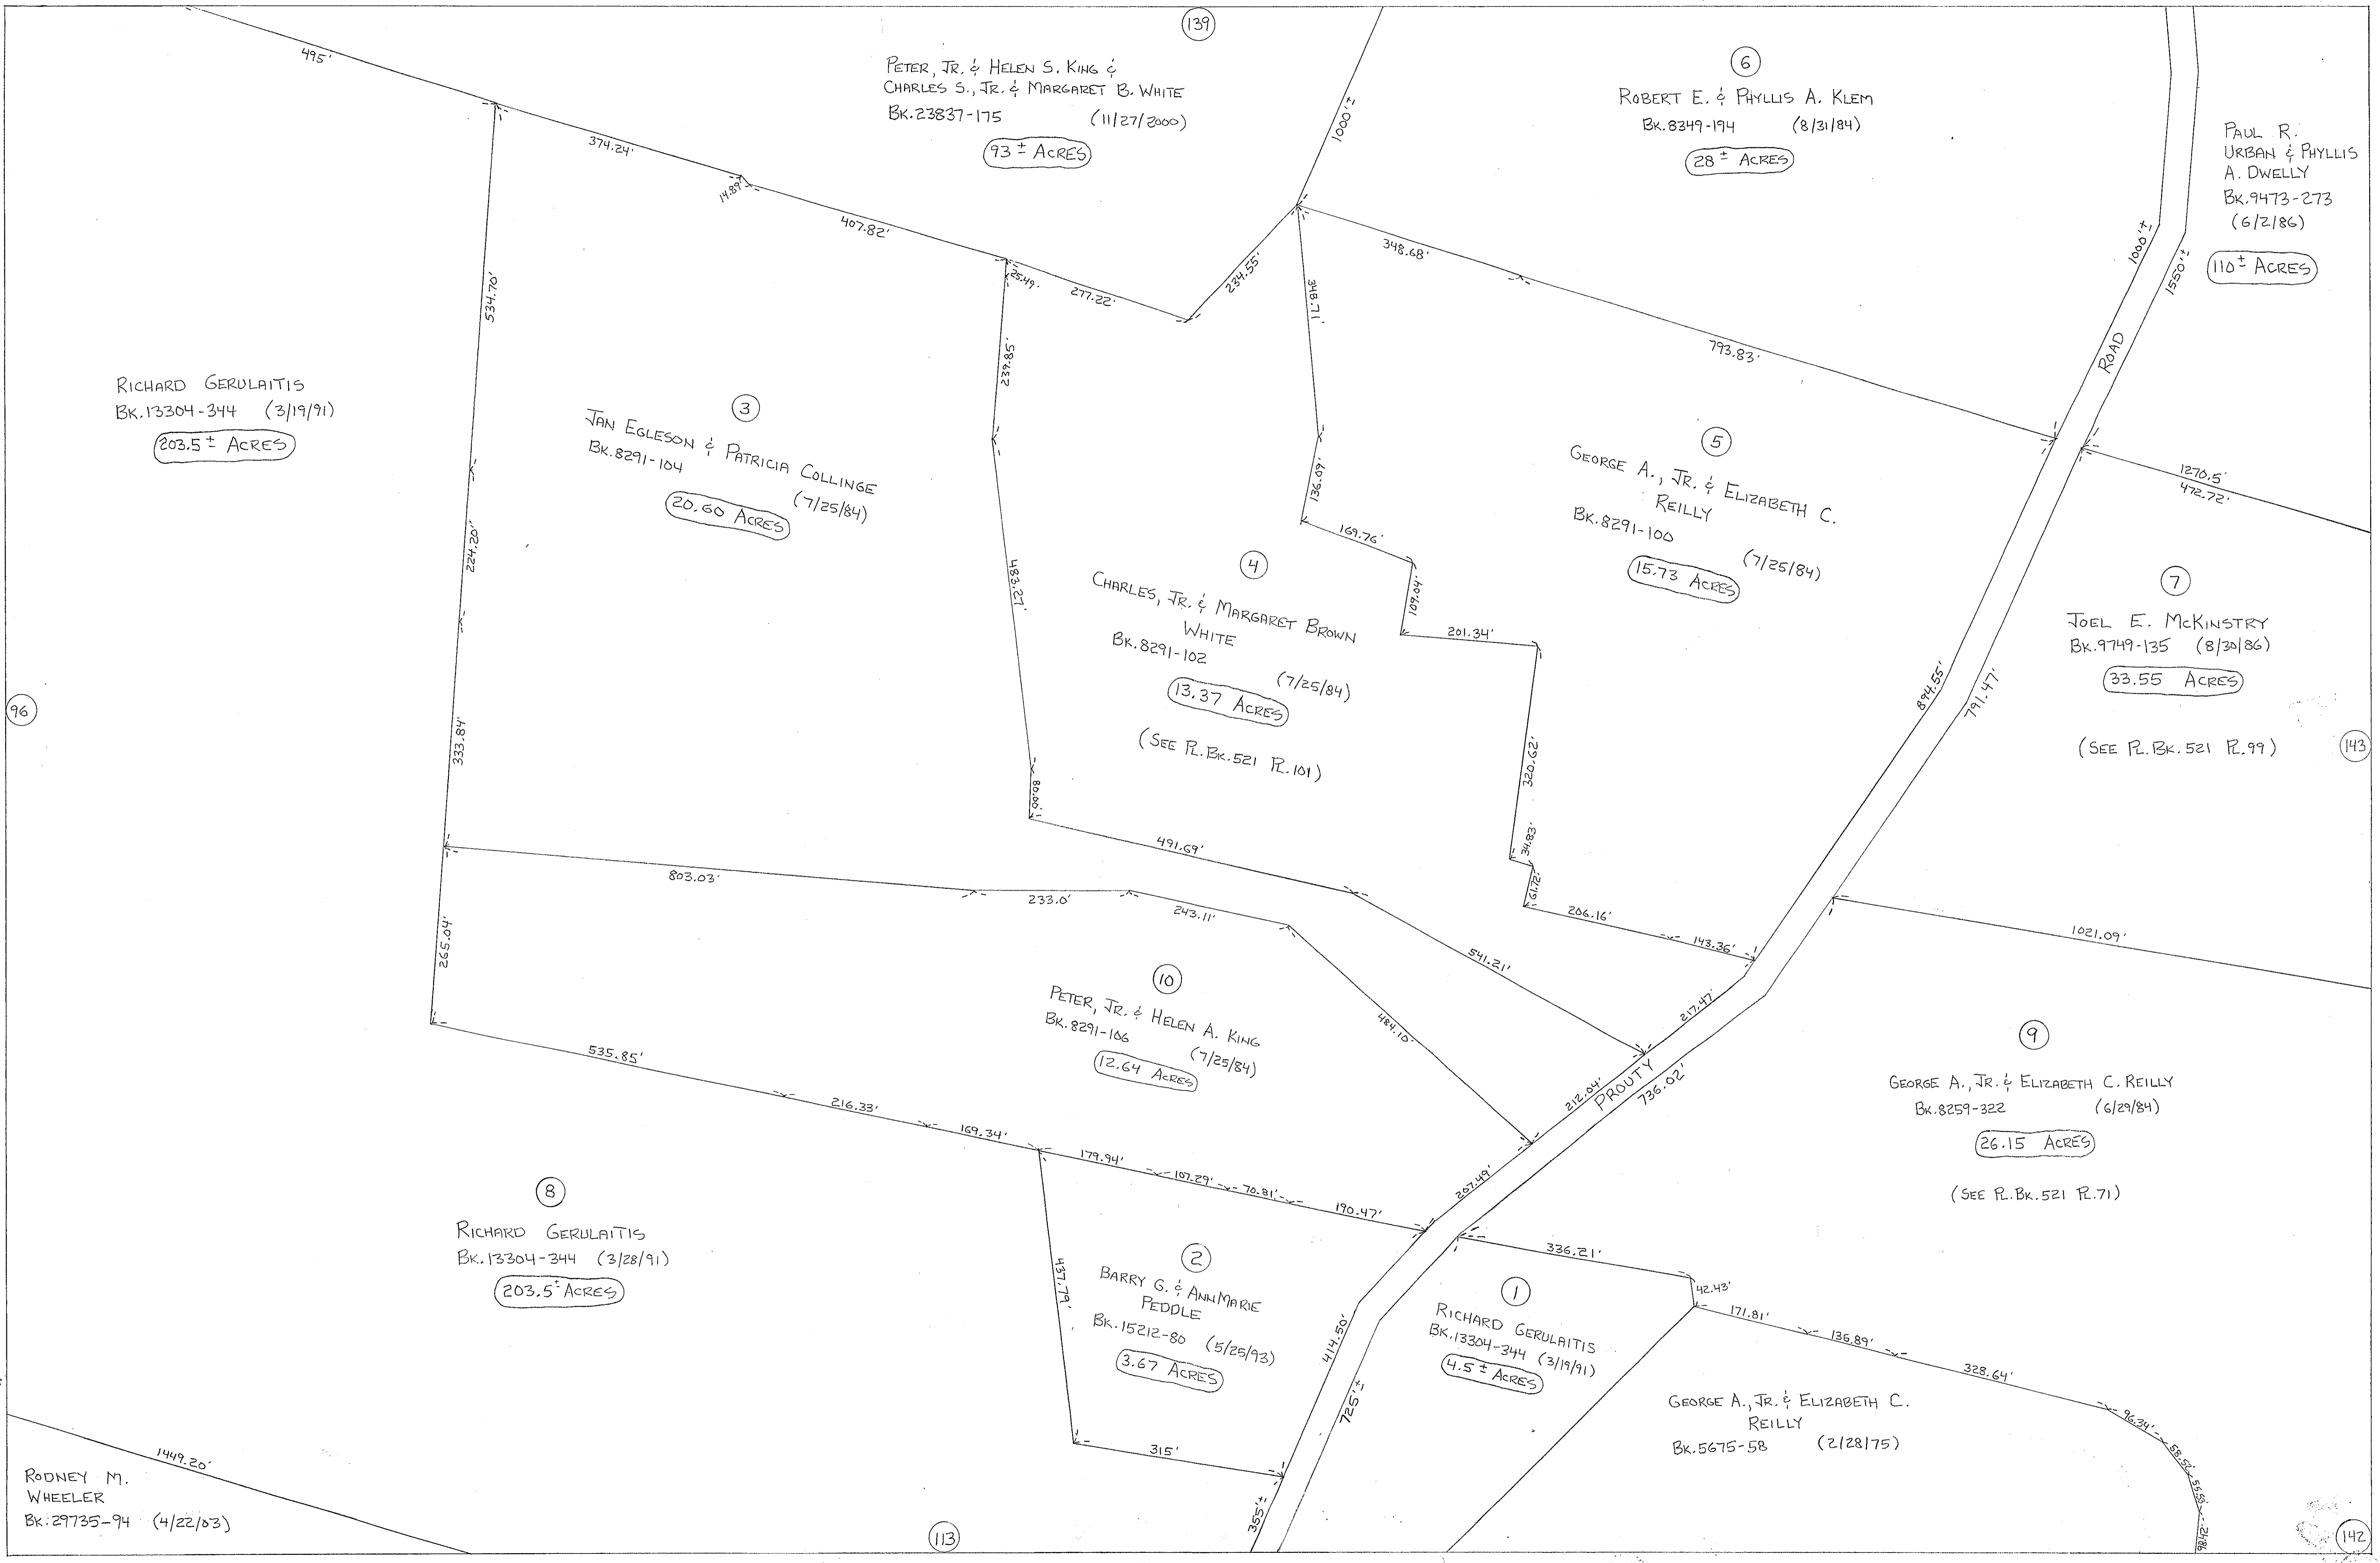 139
495'
PETER, JR. & HELEN S. KING &
CHARLES S., JR. & MARGARET B. WHITE
BK.23837-175 (11/27/2000)
93 ± ACRES
1000'±
6
ROBERT E. & PHYLLIS A. KLEM
BK.8349-194 (8/31/84)
28 ± ACRES
PAUL R.
URBAN & PHYLLIS
A. DWELLY
BK.9473-273
(6/2/86)
110 ± ACRES
374.24'
14.89'
407.82'
25.49'
277.22'
234.55'
348.68'
793.83'
1000'±
1550'±
ROAD
534.70'
239.85'
348.71'
RICHARD GERULAITIS
BK.13304-344 (3/19/91)
203.5 ± ACRES
3
JAN EGLESON & PATRICIA COLLINGE
BK.8291-104
(7/25/84)
20.60 ACRES
5
GEORGE A., JR. & ELIZABETH C.
REILLY
BK.8291-100
(7/25/84)
15.73 ACRES
1270.5'
472.72'
136.09'
169.76'
109.04'
201.34'
224.20'
483.27'
4
CHARLES, JR. & MARGARET BROWN
WHITE
BK.8291-102
(7/25/84)
13.37 ACRES
(SEE PL.BK.521 PL.101)
7
JOEL E. MCKINSTRY
BK.9749-135 (8/30/86)
33.55 ACRES
(SEE PL.BK.521 PL.99)
96
143
333.84'
80.00'
320.62'
894.55'
791.47'
34.83'
61.72'
491.69'
803.03'
233.0'
243.11'
206.16'
143.36'
1021.09'
265.04'
541.21'
217.47'
10
PETER, JR. & HELEN A. KING
BK.8291-106
(7/25/84)
12.64 ACRES
484.10'
212.04'
PROUTY
736.02'
9
GEORGE A., JR. & ELIZABETH C. REILLY
BK.8259-322 (6/29/84)
26.15 ACRES
(SEE PL.BK.521 PL.71)
535.85'
216.33'
169.34'
179.94'
107.29'
70.81'
190.47'
207.49'
8
RICHARD GERULAITIS
BK.13304-344 (3/28/91)
203.5 ± ACRES
437.79'
2
BARRY G. & ANNMARIE
PEDDLE
BK.15212-80 (5/25/93)
3.67 ACRES
315'
414.50'
725'±
355'±
336.21'
42.43'
1
RICHARD GERULAITIS
BK.13304-344 (3/19/91)
4.5 ± ACRES
171.81'
136.89'
328.64'
96.34'
58.52'
98.42'
GEORGE A., JR. & ELIZABETH C.
REILLY
BK.5675-58 (2/28/75)
1449.20'
RODNEY M.
WHEELER
BK.29735-94 (4/22/03)
113
142